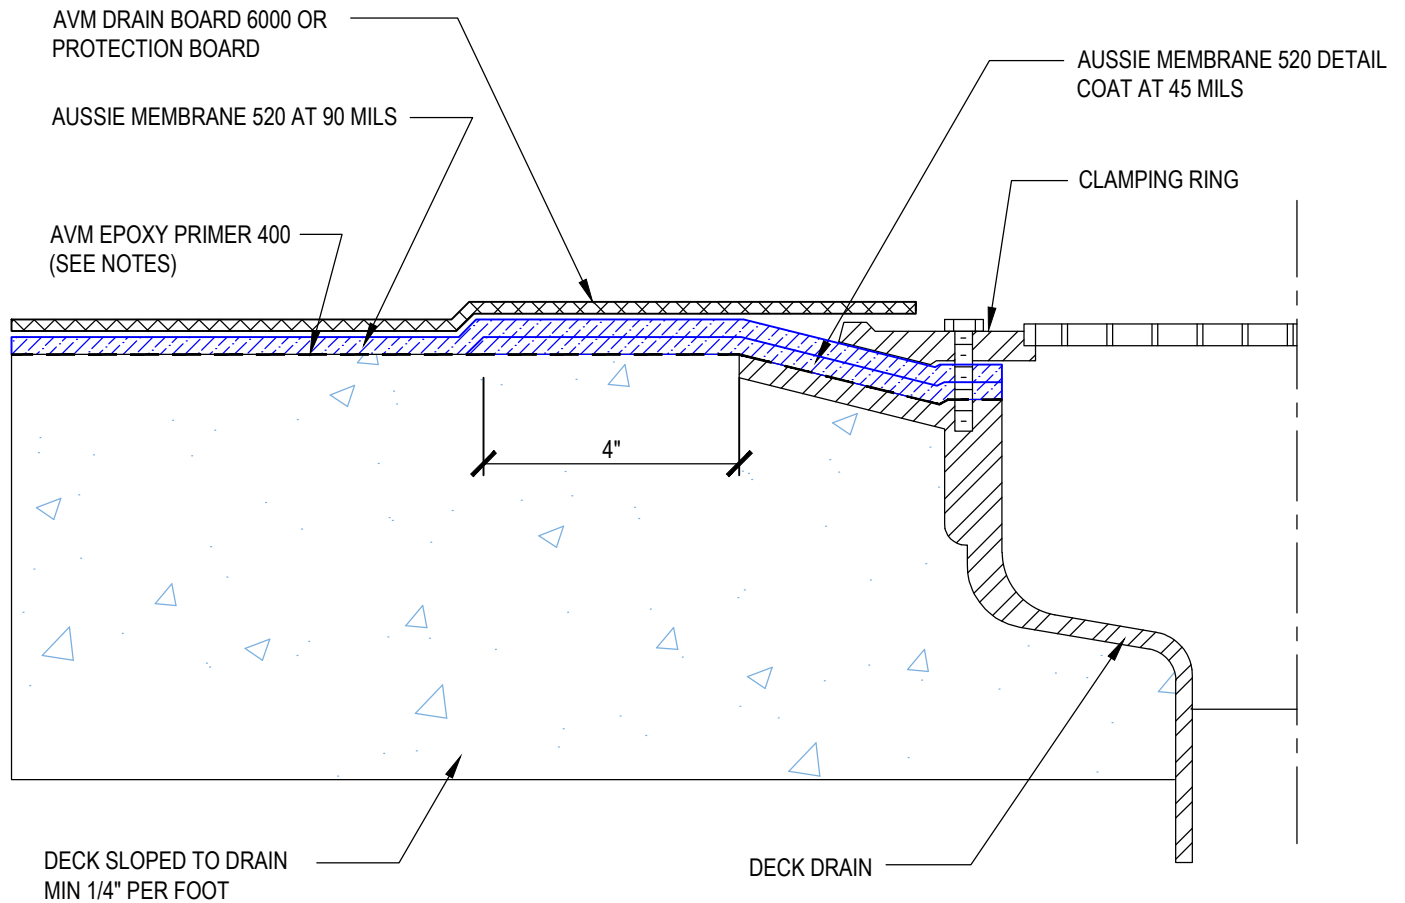 AVM DRAIN BOARD 6000 OR
PROTECTION BOARD
AUSSIE MEMBRANE 520 DETAIL
COAT AT 45 MILS
AUSSIE MEMBRANE 520 AT 90 MILS
CLAMPING RING
AVM EPOXY PRIMER 400
(SEE NOTES)
4"
DECK SLOPED TO DRAIN
MIN 1/4" PER FOOT
DECK DRAIN